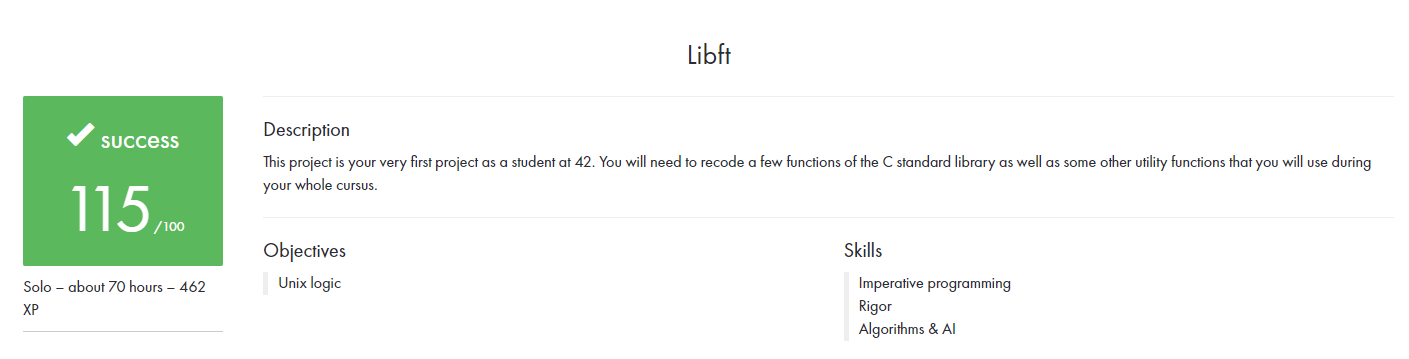 Libft
success
115 /100
Solo – about 70 hours – 462
XP
Description
This project is your very first project as a student at 42. You will need to recode a few functions of the C standard library as well as some other utility functions that you will use during
your whole cursus.
Objectives
Unix logic
Skills
Imperative programming
Rigor
Algorithms & AI